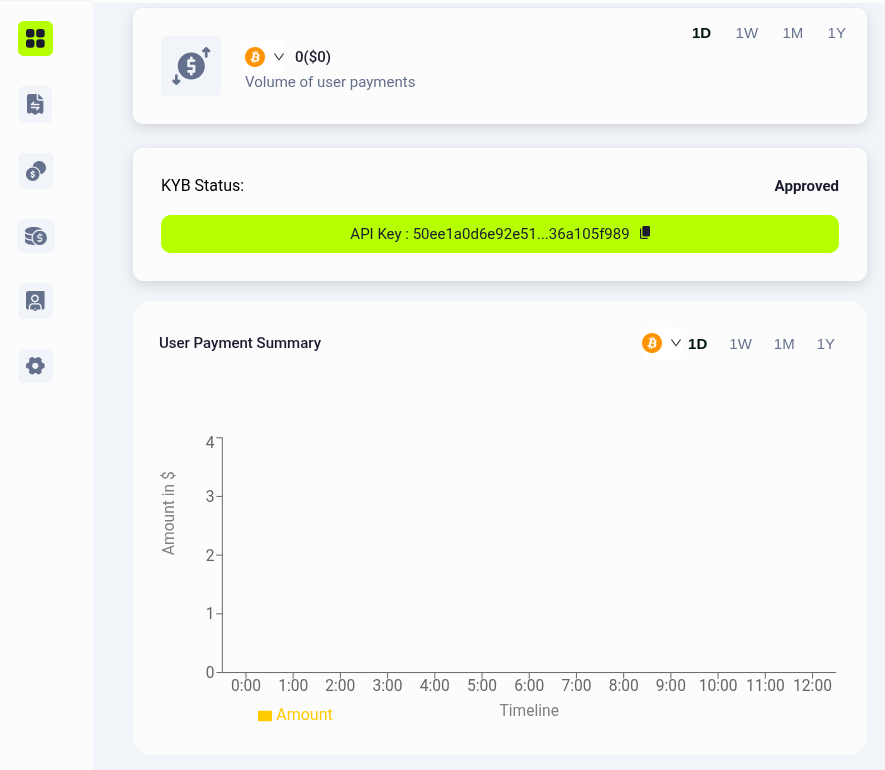 1D 1W 1M 1Y
0($0)
Volume of user payments
KYB Status: Approved
API Key : 50ee1a0d6e92e51...36a105f989
User Payment Summary 1D 1W 1M 1Y
Amount in $
4
3
2
1
0
0:00 1:00 2:00 3:00 4:00 5:00 6:00 7:00 8:00 9:00 10:00 11:00 12:00
Timeline
Amount